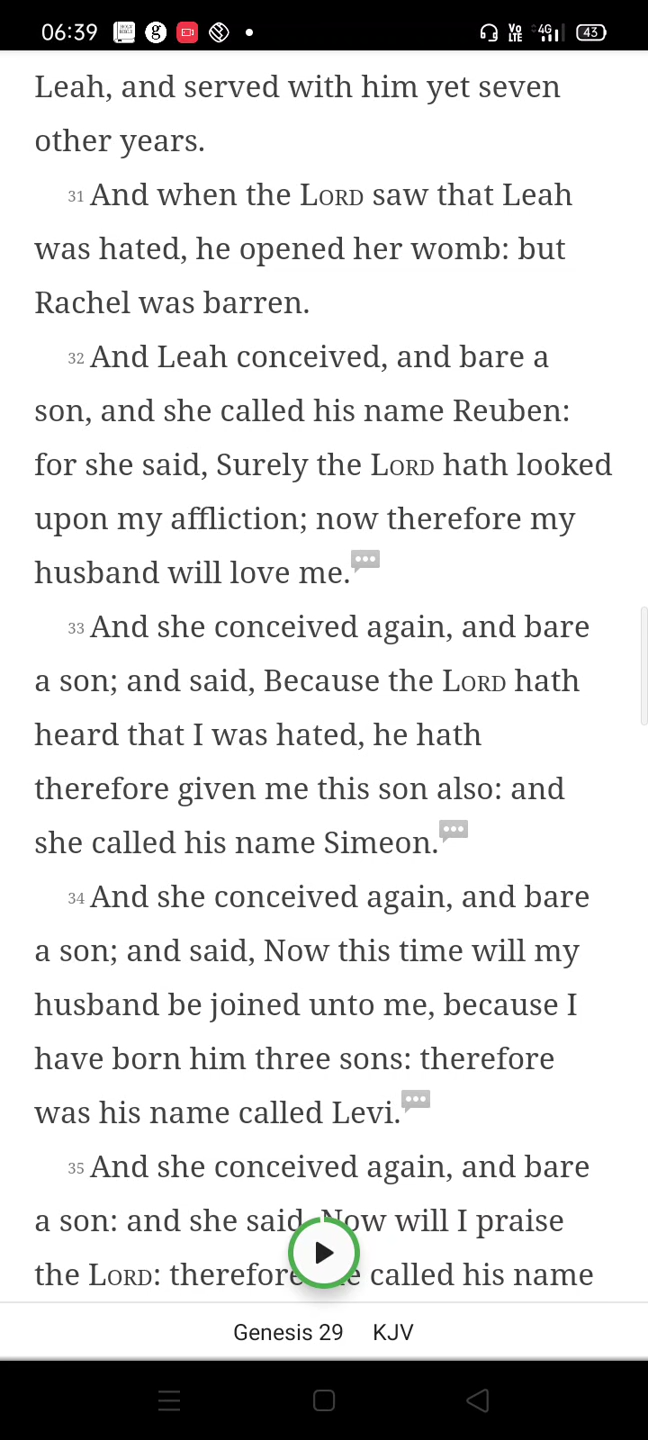 06:39
HOLY BIBLE
g
Vo LTE
4G
43
Leah, and served with him yet seven
other years.
31 And when the LORD saw that Leah
was hated, he opened her womb: but
Rachel was barren.
32 And Leah conceived, and bare a
son, and she called his name Reuben:
for she said, Surely the LORD hath looked
upon my affliction; now therefore my
husband will love me.
33 And she conceived again, and bare
a son; and said, Because the LORD hath
heard that I was hated, he hath
therefore given me this son also: and
she called his name Simeon.
34 And she conceived again, and bare
a son; and said, Now this time will my
husband be joined unto me, because I
have born him three sons: therefore
was his name called Levi.
35 And she conceived again, and bare
a son: and she said, Now will I praise
the LORD: therefore called his name
Genesis 29 KJV